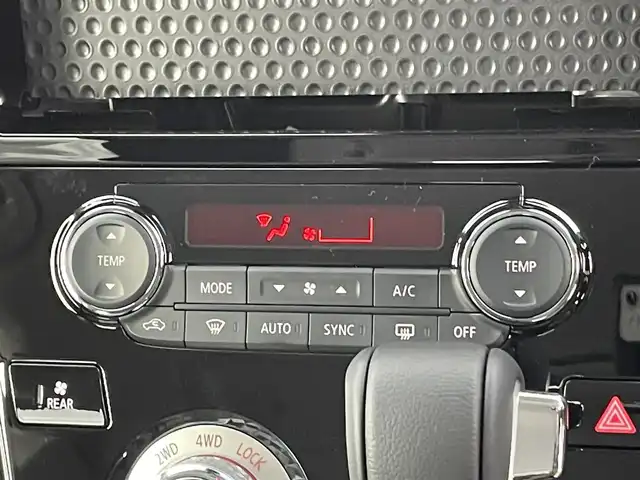 TEMP
TEMP
MODE
A/C
AUTO
SYNC
OFF
REAR
2WD
4WD
LOCK